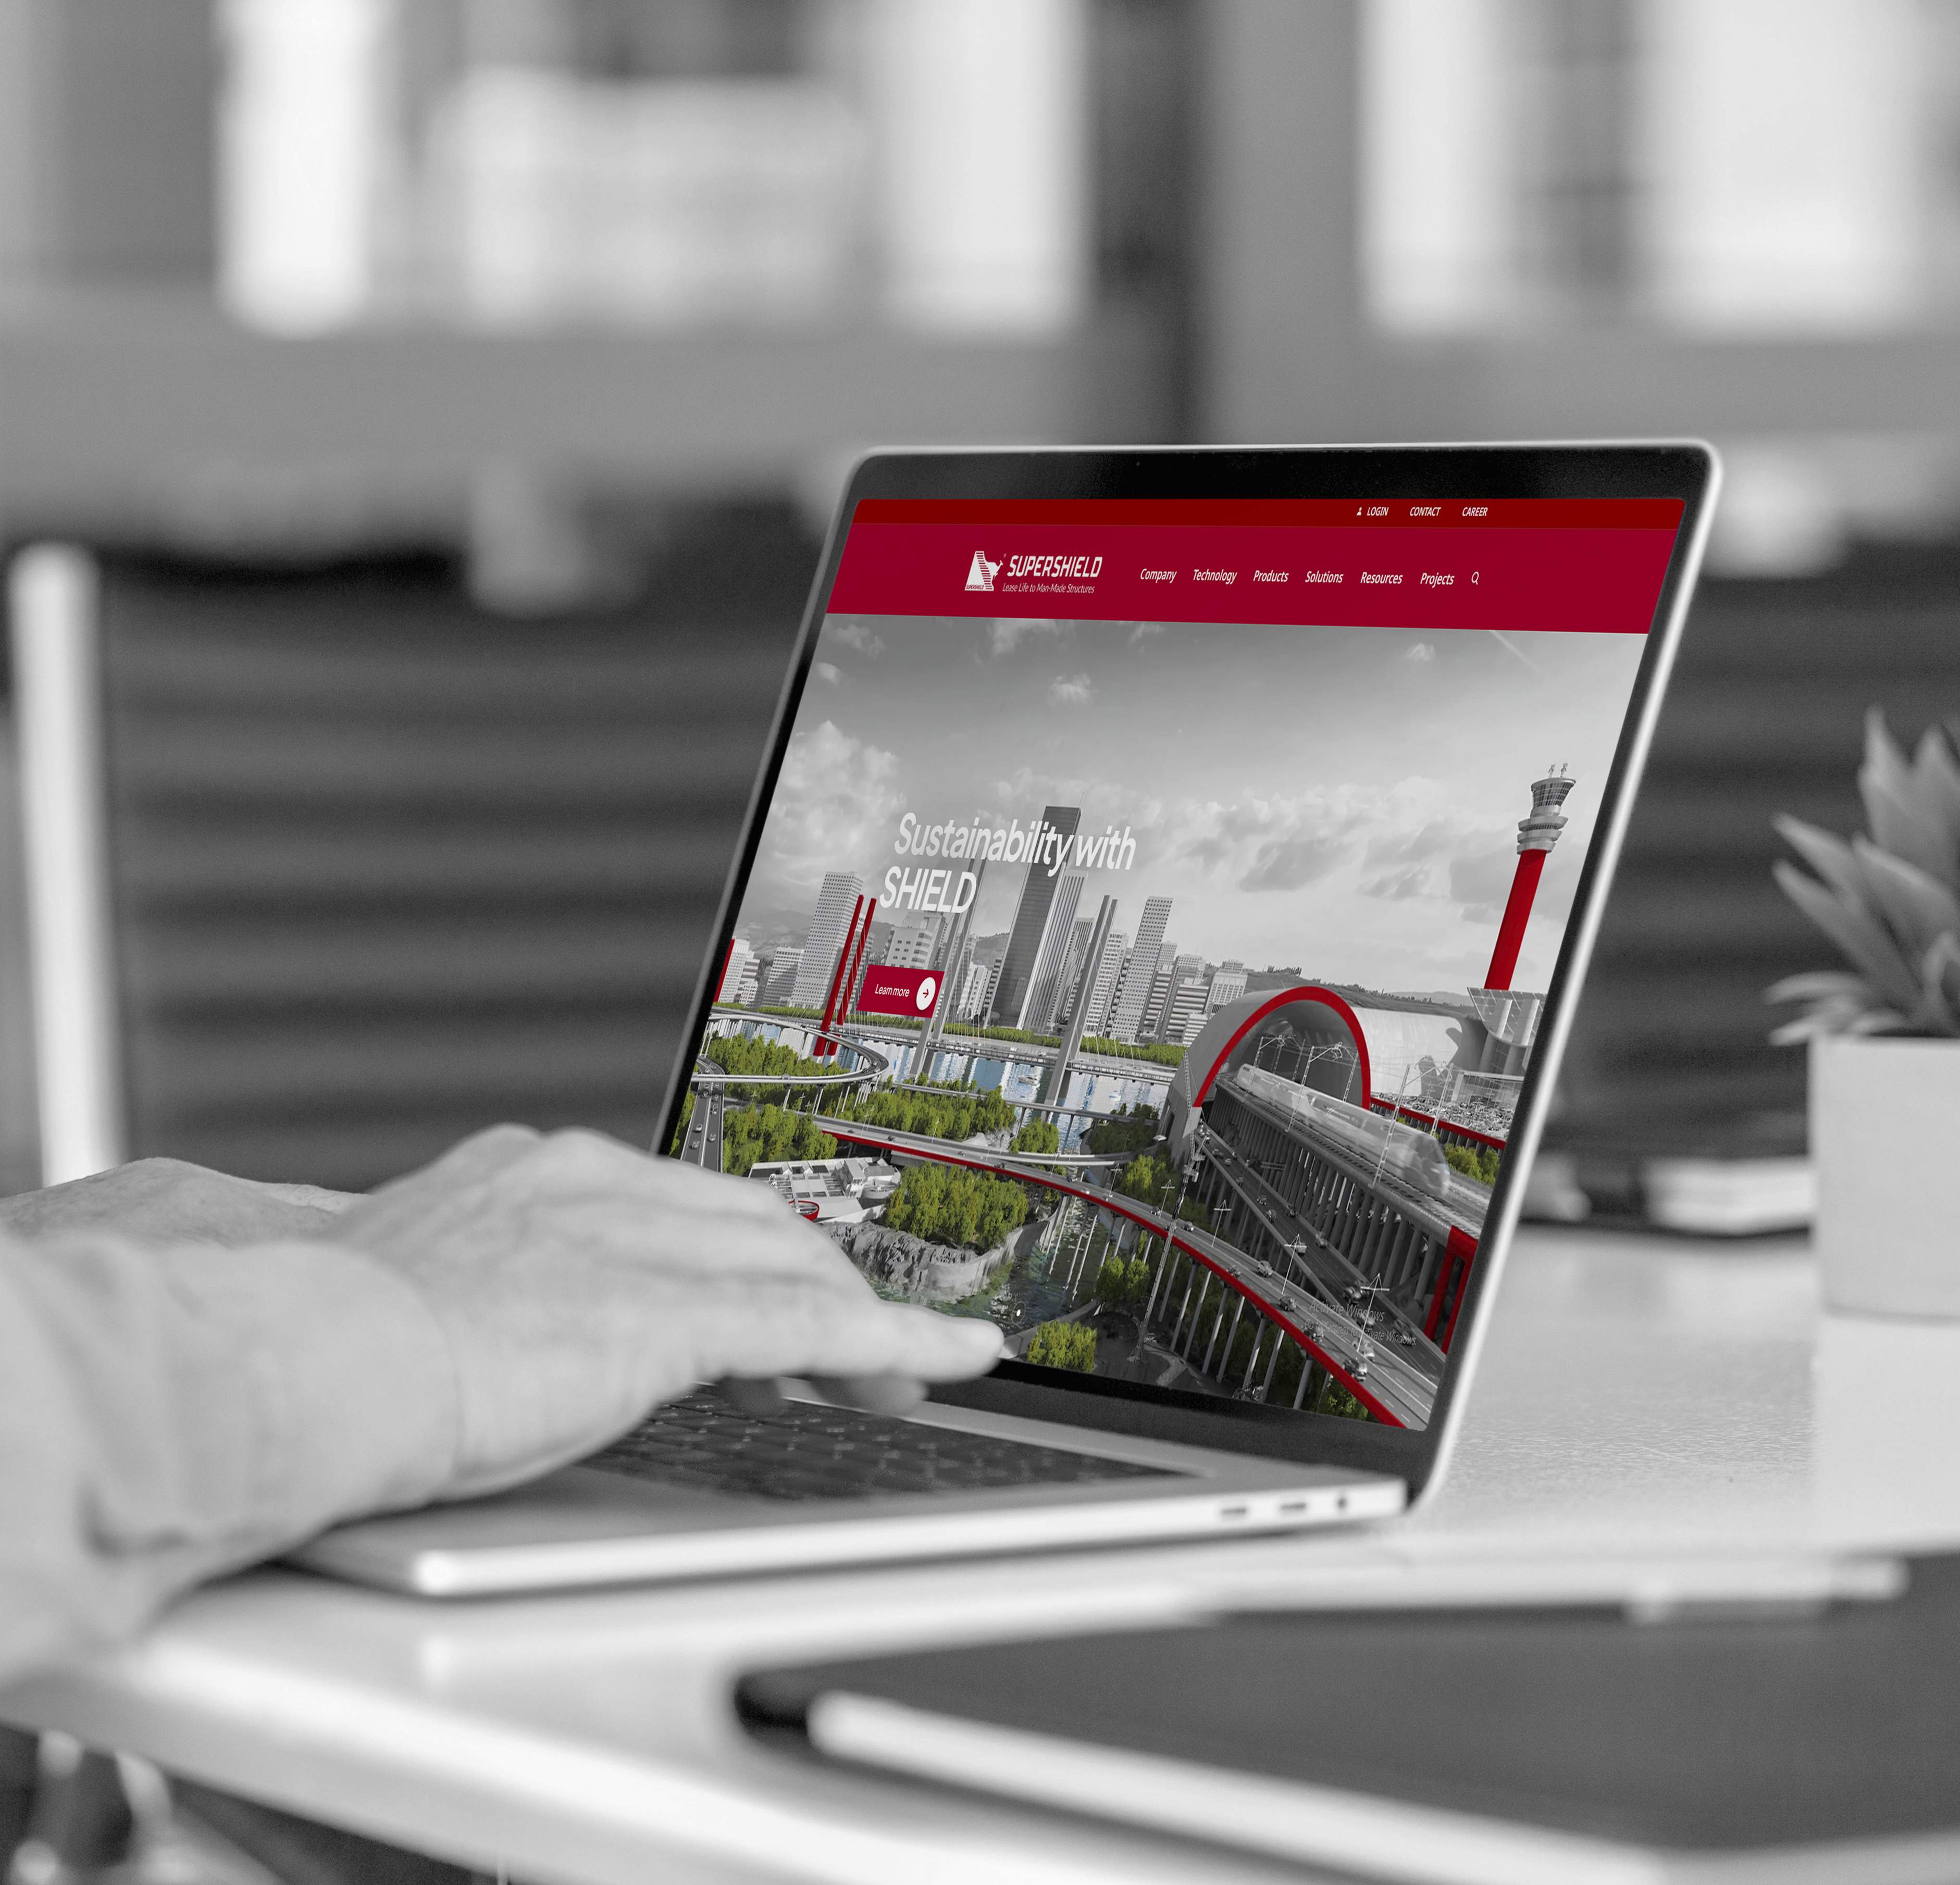 LOGIN CONTACT CAREER
SUPERSHIELD
Lease Life to Man-Made Structures
SUPERSHIELD
Company Technology Products Solutions Resources Projects
Sustainability with
SHIELD
Learn more
Activate Windows